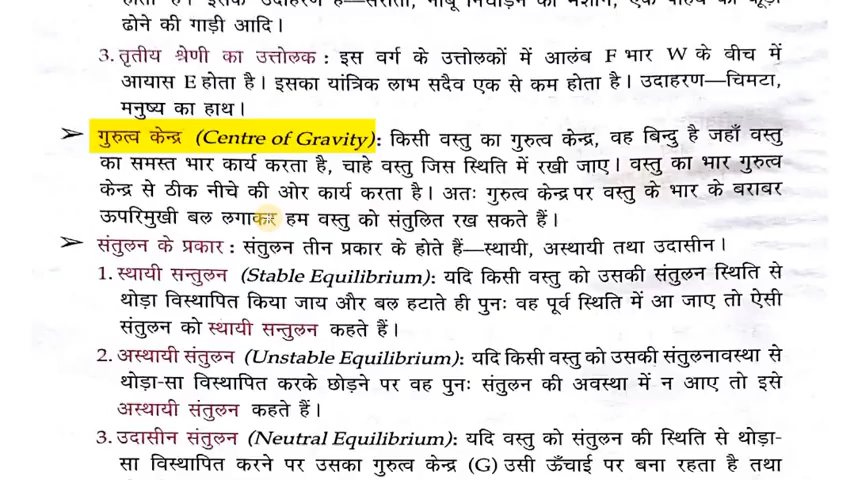 ढोने की गाड़ी आदि।
3. तृतीय श्रेणी का उत्तोलक : इस वर्ग के उत्तोलकों में आलंब F भार W के बीच में
आयास E होता है। इसका यांत्रिक लाभ सदैव एक से कम होता है। उदाहरण—चिमटा,
मनुष्य का हाथ।
➢ गुरुत्व केन्द्र (Centre of Gravity): किसी वस्तु का गुरुत्व केन्द्र, वह बिन्दु है जहाँ वस्तु
का समस्त भार कार्य करता है, चाहे वस्तु जिस स्थिति में रखी जाए। वस्तु का भार गुरुत्व
केन्द्र से ठीक नीचे की ओर कार्य करता है। अतः गुरुत्व केन्द्र पर वस्तु के भार के बराबर
ऊपरिमुखी बल लगाकर हम वस्तु को संतुलित रख सकते हैं।
➢ संतुलन के प्रकार : संतुलन तीन प्रकार के होते हैं—स्थायी, अस्थायी तथा उदासीन।
1. स्थायी सन्तुलन (Stable Equilibrium): यदि किसी वस्तु को उसकी संतुलन स्थिति से
थोड़ा विस्थापित किया जाय और बल हटाते ही पुनः वह पूर्व स्थिति में आ जाए तो ऐसी
संतुलन को स्थायी सन्तुलन कहते हैं।
2. अस्थायी संतुलन (Unstable Equilibrium): यदि किसी वस्तु को उसकी संतुलनावस्था से
थोड़ा-सा विस्थापित करके छोड़ने पर वह पुनः संतुलन की अवस्था में न आए तो इसे
अस्थायी संतुलन कहते हैं।
3. उदासीन संतुलन (Neutral Equilibrium): यदि वस्तु को संतुलन की स्थिति से थोड़ा-
सा विस्थापित करने पर उसका गुरुत्व केन्द्र (G) उसी ऊँचाई पर बना रहता है तथा